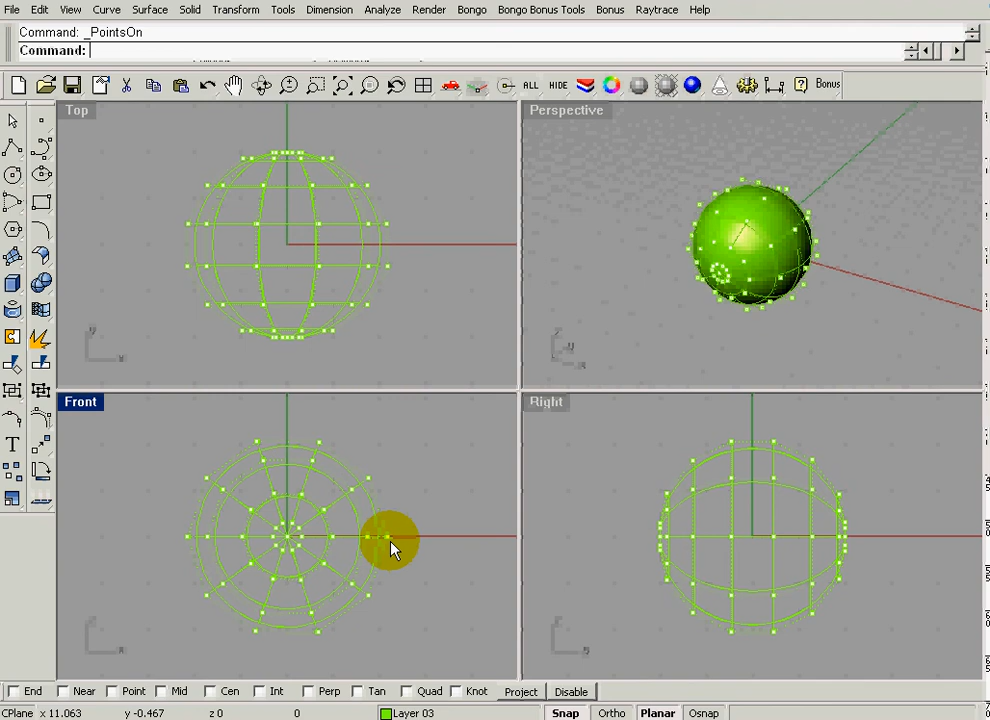 File Edit View Curve Surface Solid Transform Tools Dimension Analyze Render Bongo Bongo Bonus Tools Bonus Raytrace Help
Command: _PointsOn
Command:
ALL HIDE ? Bonus
Top
Perspective
T
Front
Right
End Near Point Mid Cen Int Perp Tan Quad Knot Project Disable
CPlane x 11.063 y -0.467 z 0 0 Layer 03 Snap Ortho Planar Osnap